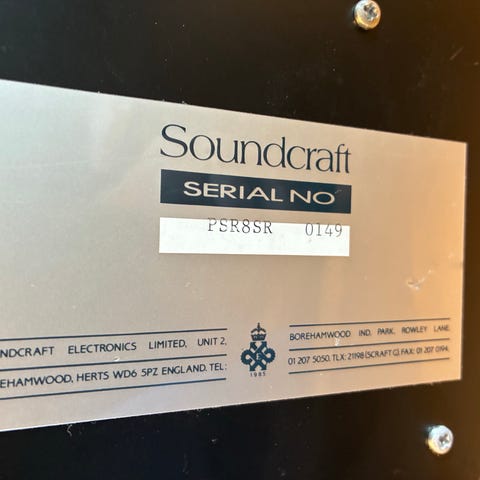 Soundcraft
SERIAL NO
PSR8SR 0149
NDCRAFT ELECTRONICS LIMITED, UNIT 2, BOREHAMWOOD IND. PARK, ROWLEY LANE,
EHAMWOOD, HERTS WD6 5PZ ENGLAND. TEL: 01 207 5050. TLX: 21198 (SCRAFT G). FAX: 01 207 0194.
E
1985